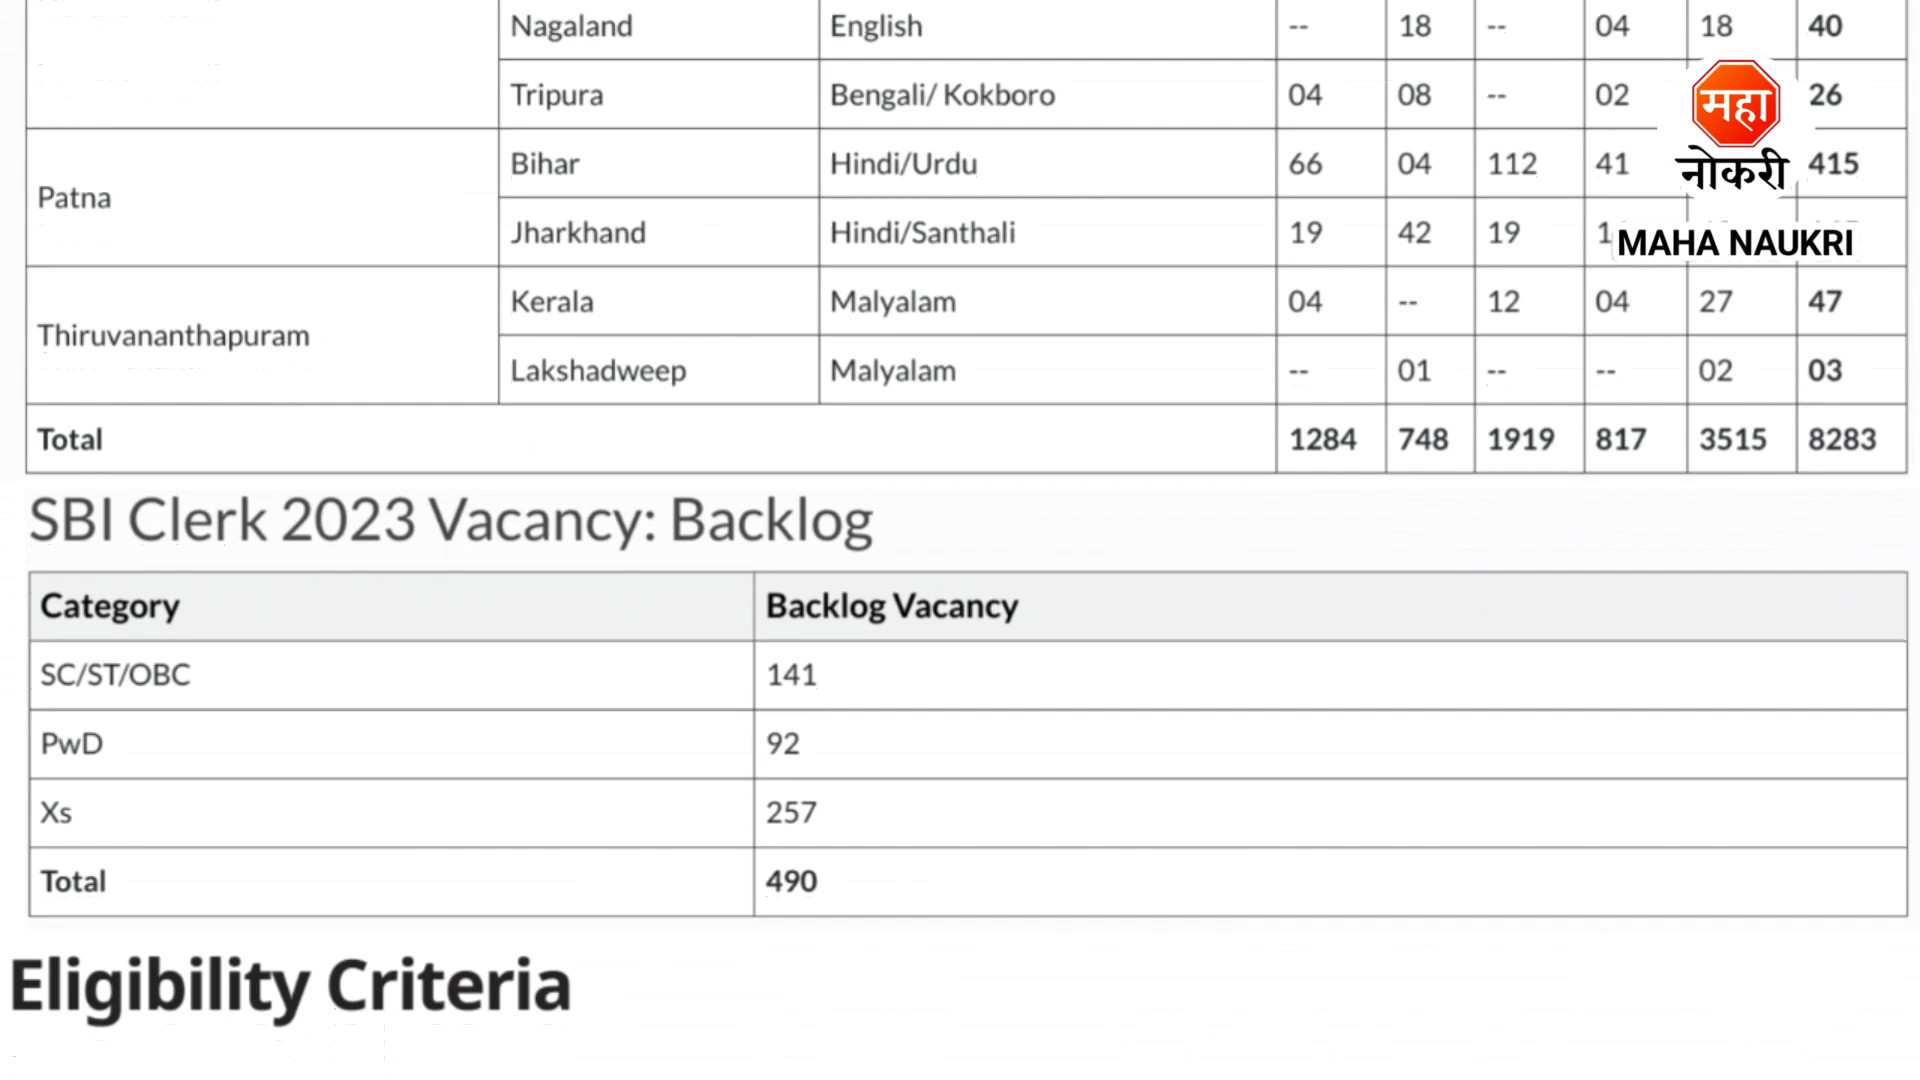 Nagaland English -- 18 -- 04 18 40
Tripura Bengali/ Kokboro 04 08 -- 02 26
महा
Patna
Bihar Hindi/Urdu 66 04 112 41 415
नोकरी
Jharkhand Hindi/Santhali 19 42 19
MAHA NAUKRI
Thiruvananthapuram
Kerala Malyalam 04 -- 12 04 27 47
Lakshadweep Malyalam -- 01 -- -- 02 03
Total 1284 748 1919 817 3515 8283
SBI Clerk 2023 Vacancy: Backlog
Category Backlog Vacancy
SC/ST/OBC 141
PwD 92
Xs 257
Total 490
Eligibility Criteria